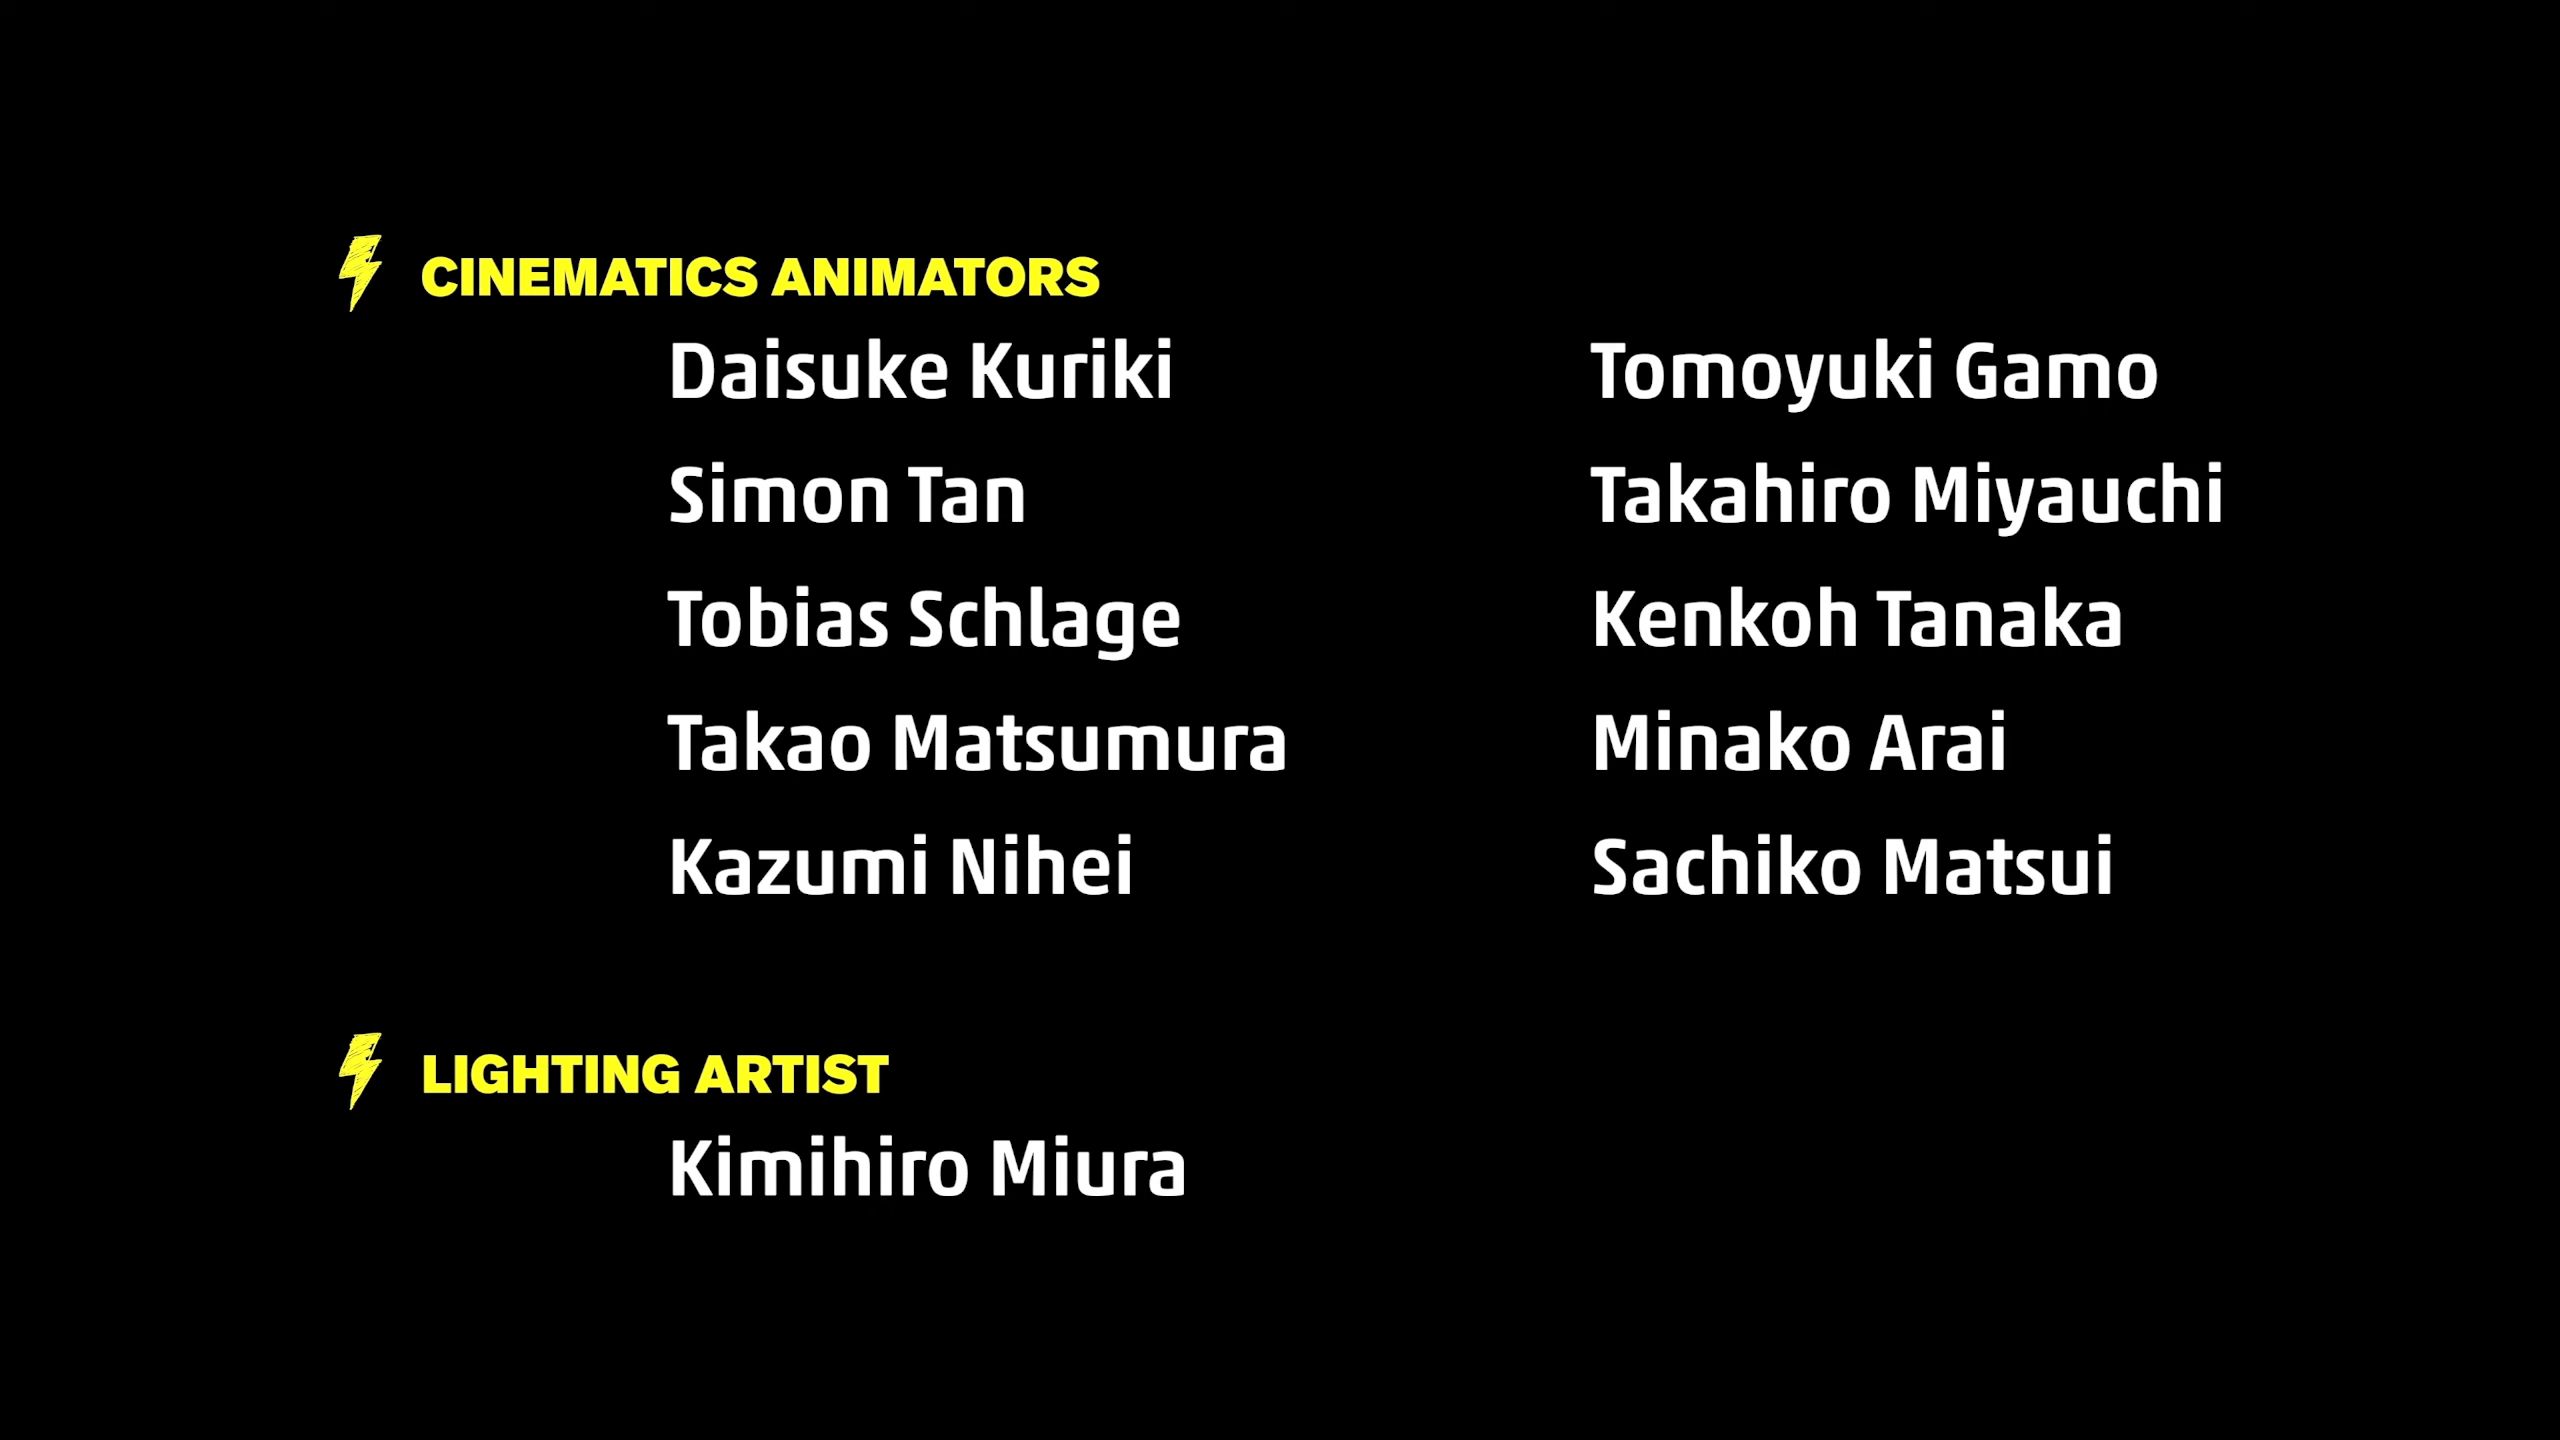 CINEMATICS ANIMATORS
Daisuke Kuriki Tomoyuki Gamo
Simon Tan Takahiro Miyauchi
Tobias Schlage Kenkoh Tanaka
Takao Matsumura Minako Arai
Kazumi Nihei Sachiko Matsui
LIGHTING ARTIST
Kimihiro Miura